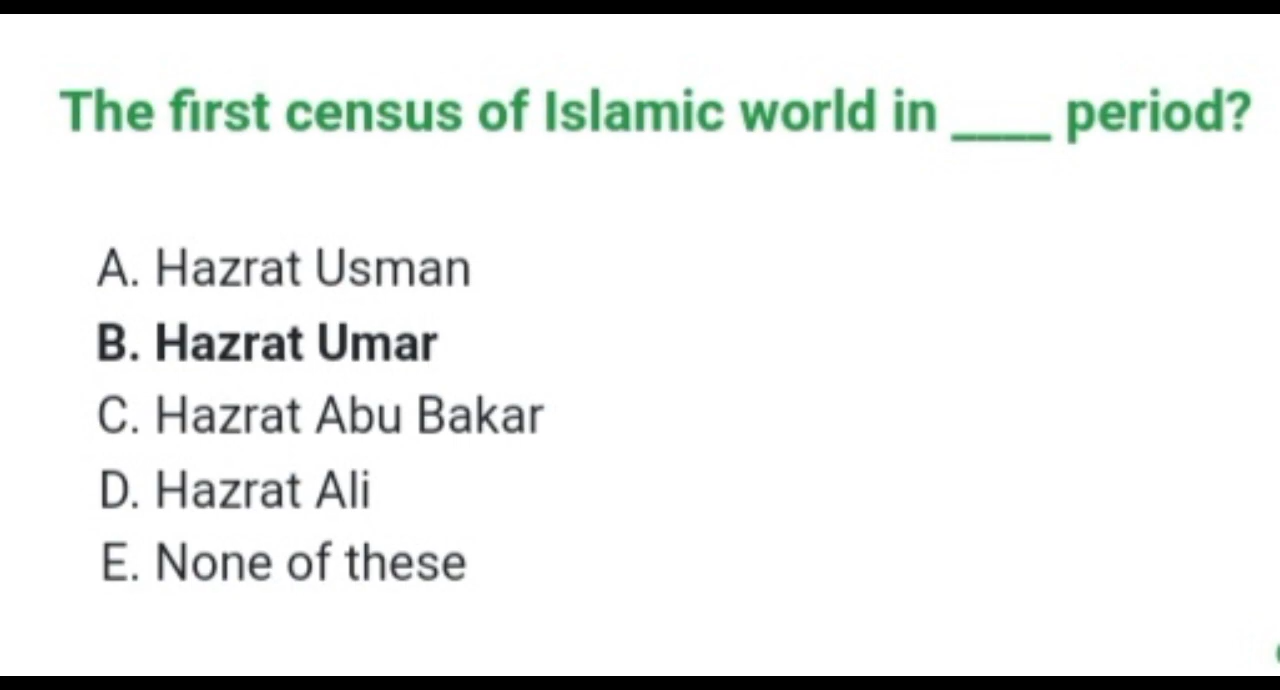 The first census of Islamic world in ____ period?
A. Hazrat Usman
B. Hazrat Umar
C. Hazrat Abu Bakar
D. Hazrat Ali
E. None of these